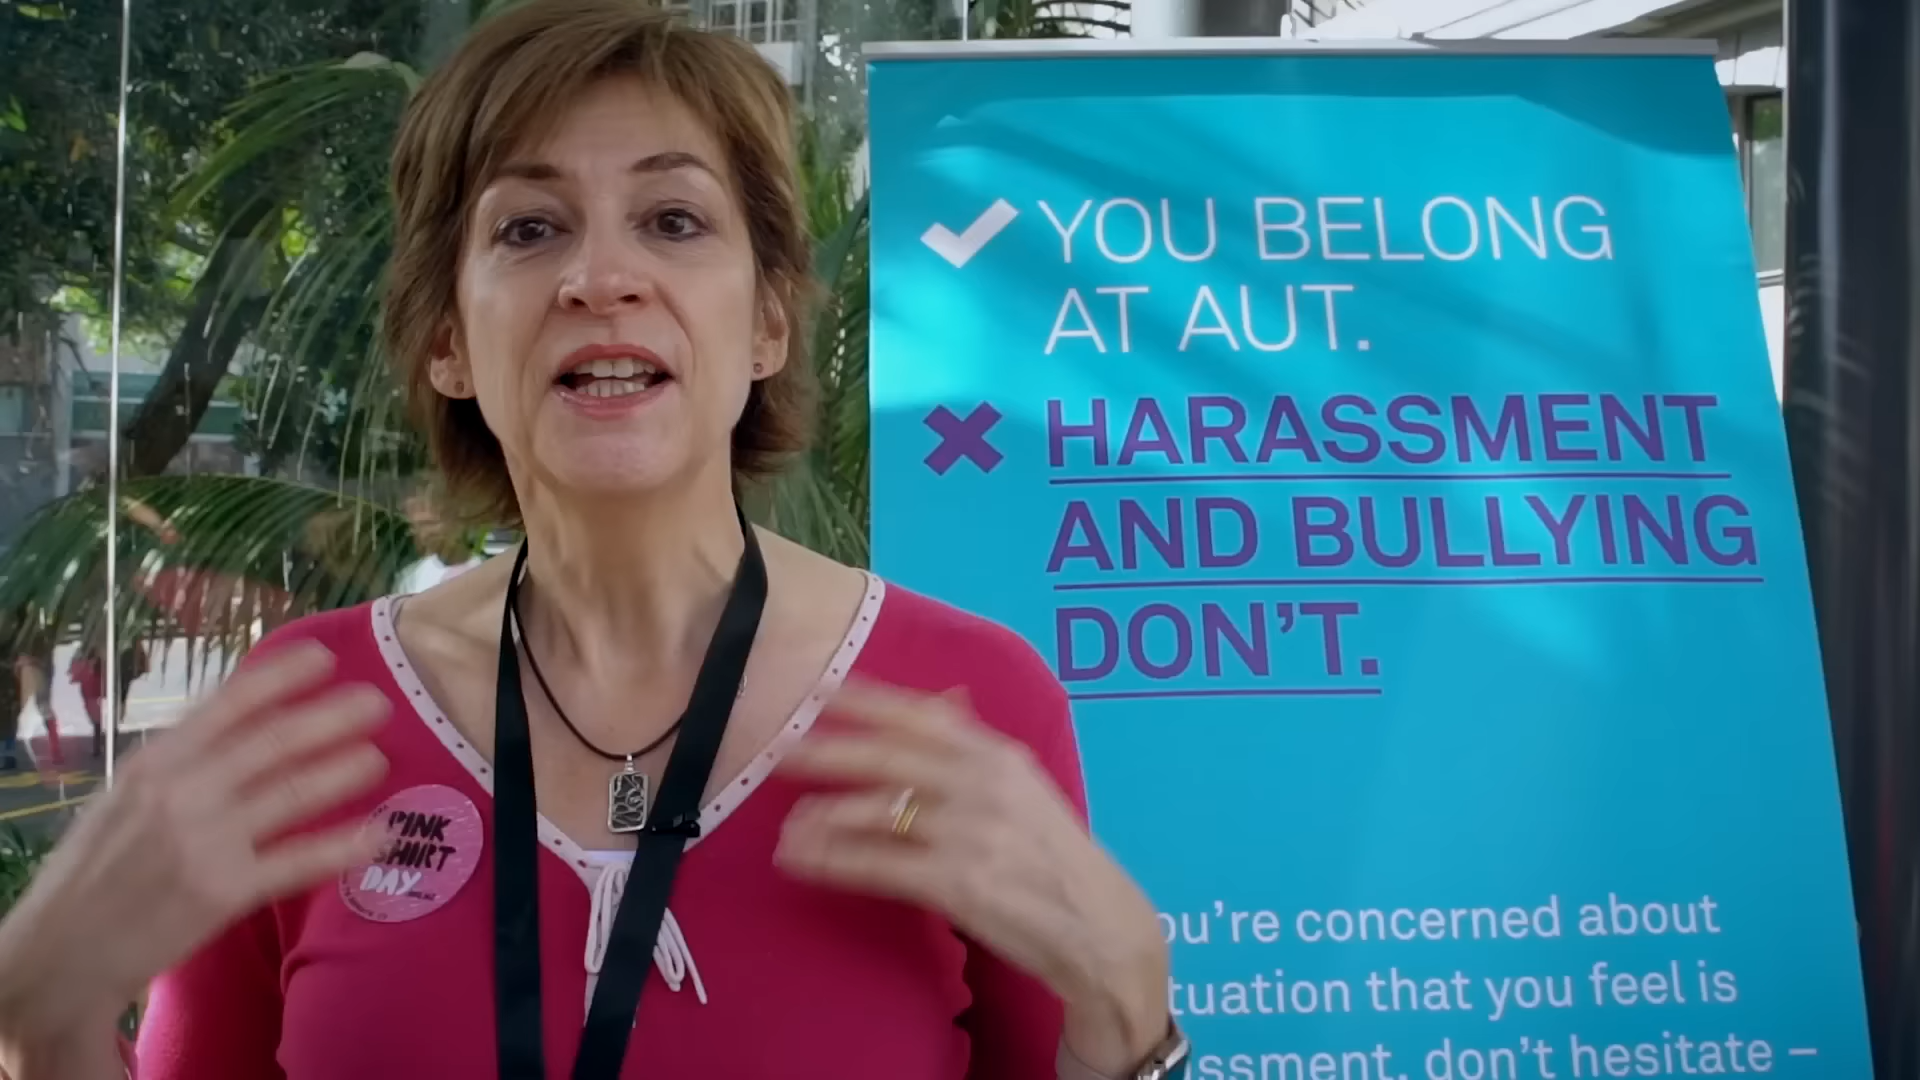 YOU BELONG
AT AUT.
HARASSMENT
AND BULLYING
DON'T.
ou're concerned about
tuation that you feel is
ssment, don't hesitate –
PINK
SHIRT
DAY